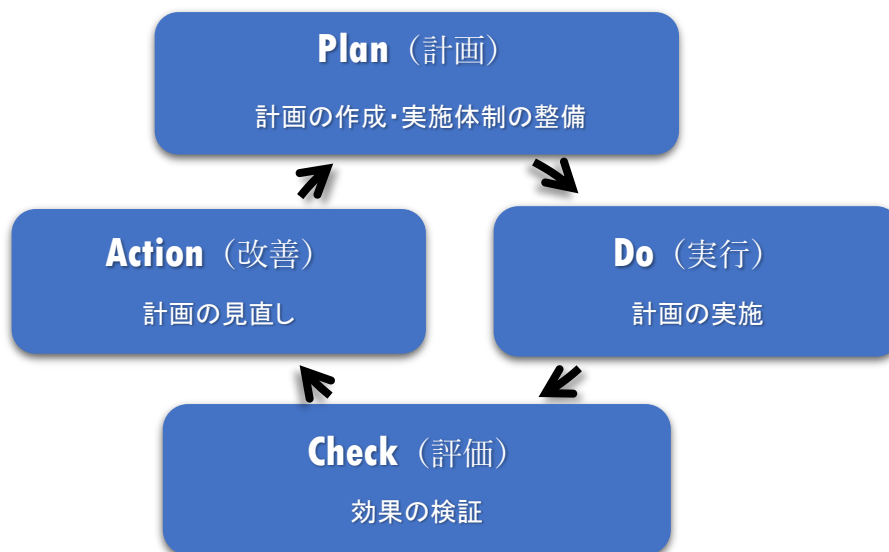 Plan（計画）
計画の作成・実施体制の整備
Action（改善）
計画の見直し
Do（実行）
計画の実施
Check（評価）
効果の検証